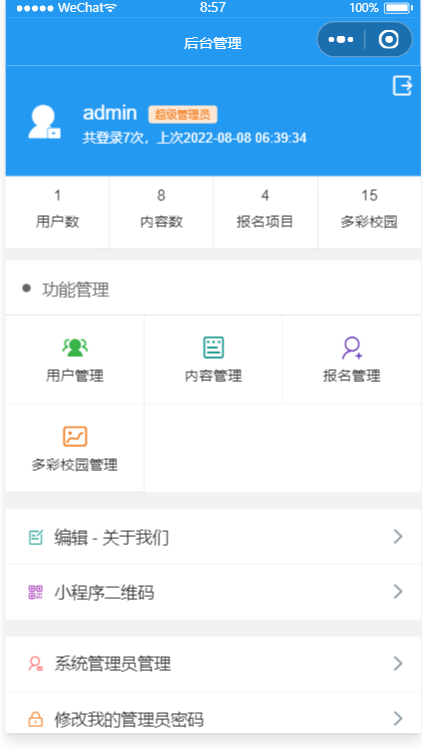 WeChat 8:57 100%
后台管理
admin 超级管理员
共登录7次，上次2022-08-08 06:39:34
1 8 4 15
用户数 内容数 报名项目 多彩校园
功能管理
用户管理 内容管理 报名管理
多彩校园管理
编辑 - 关于我们
小程序二维码
系统管理员管理
修改我的管理员密码